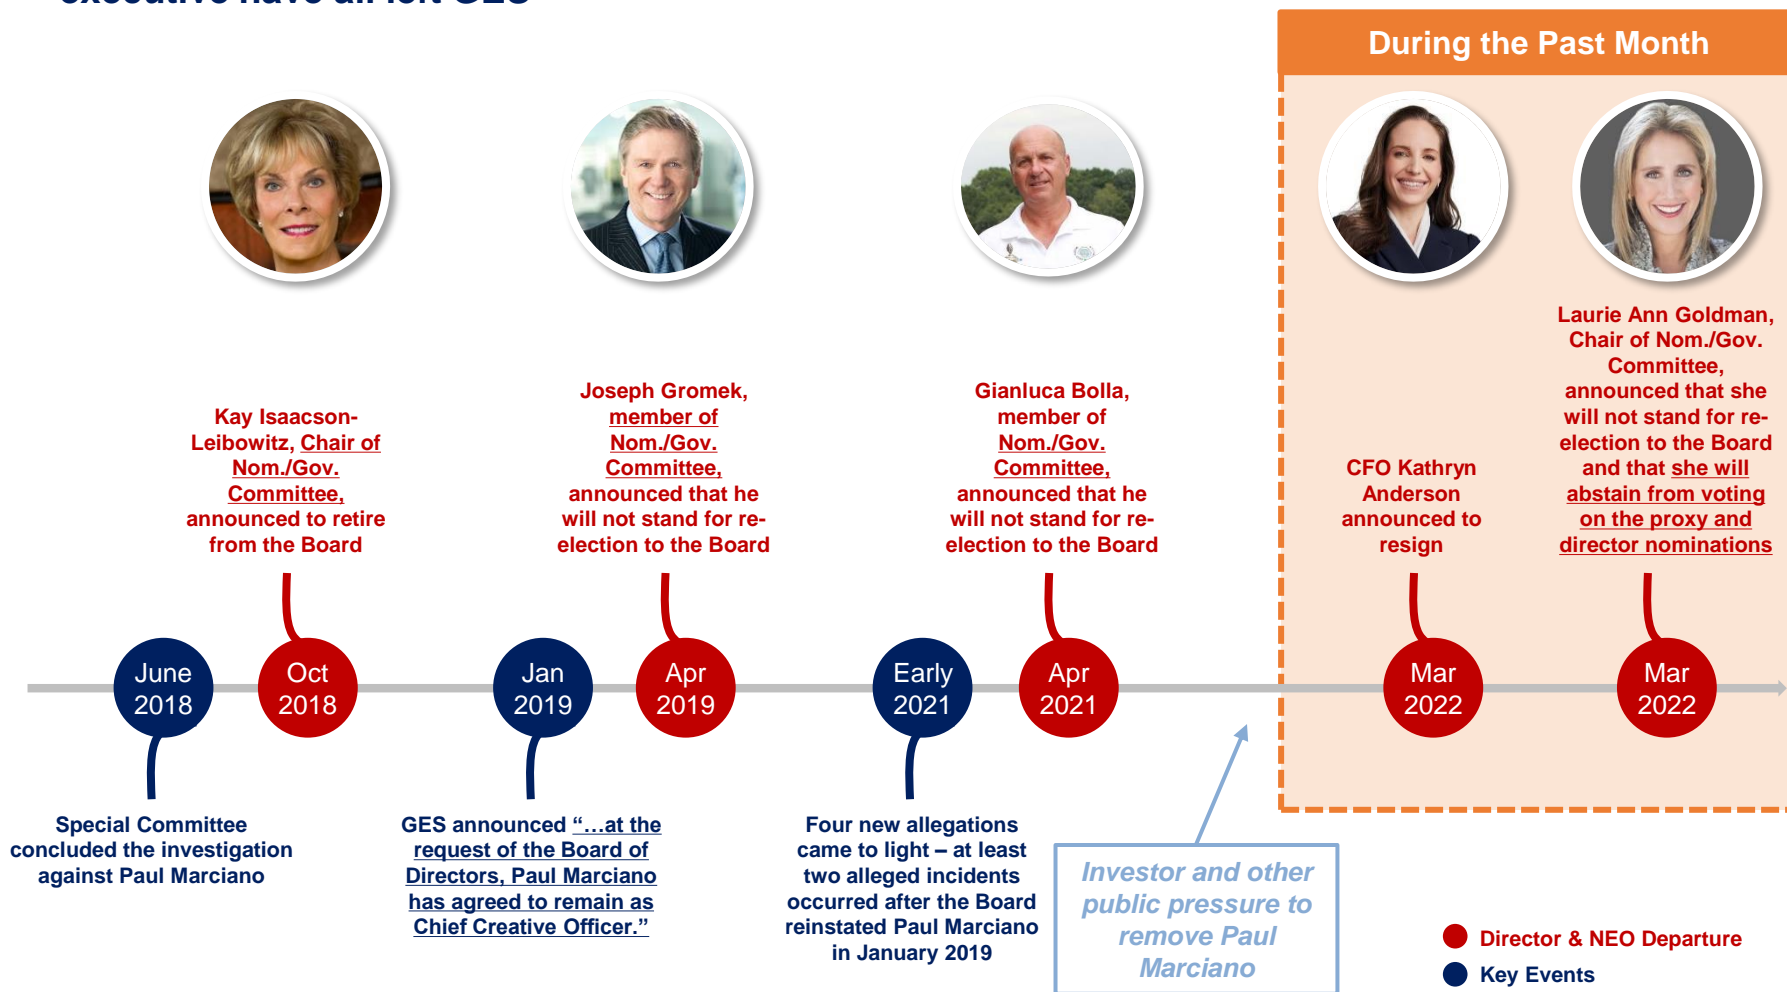 executive have all left GES
During the Past Month
Kay Isaacson-
Leibowitz, Chair of
Nom./Gov.
Committee,
announced to retire
from the Board
Joseph Gromek,
member of
Nom./Gov.
Committee,
announced that he
will not stand for re-
election to the Board
Gianluca Bolla,
member of
Nom./Gov.
Committee,
announced that he
will not stand for re-
election to the Board
CFO Kathryn
Anderson
announced to
resign
Laurie Ann Goldman,
Chair of Nom./Gov.
Committee,
announced that she
will not stand for re-
election to the Board
and that she will
abstain from voting
on the proxy and
director nominations
June
2018
Oct
2018
Jan
2019
Apr
2019
Early
2021
Apr
2021
Mar
2022
Mar
2022
Special Committee
concluded the investigation
against Paul Marciano
GES announced “…at the
request of the Board of
Directors, Paul Marciano
has agreed to remain as
Chief Creative Officer.”
Four new allegations
came to light – at least
two alleged incidents
occurred after the Board
reinstated Paul Marciano
in January 2019
Investor and other
public pressure to
remove Paul
Marciano
Director & NEO Departure
Key Events